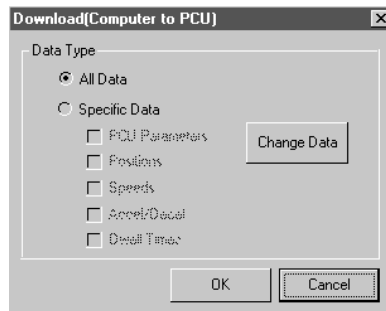 Download(Computer to PCU)
Data Type
All Data
Specific Data
PCU Parameters
Change Data
Positions
Speeds
Accel/Decel
Dwell Times
OK
Cancel